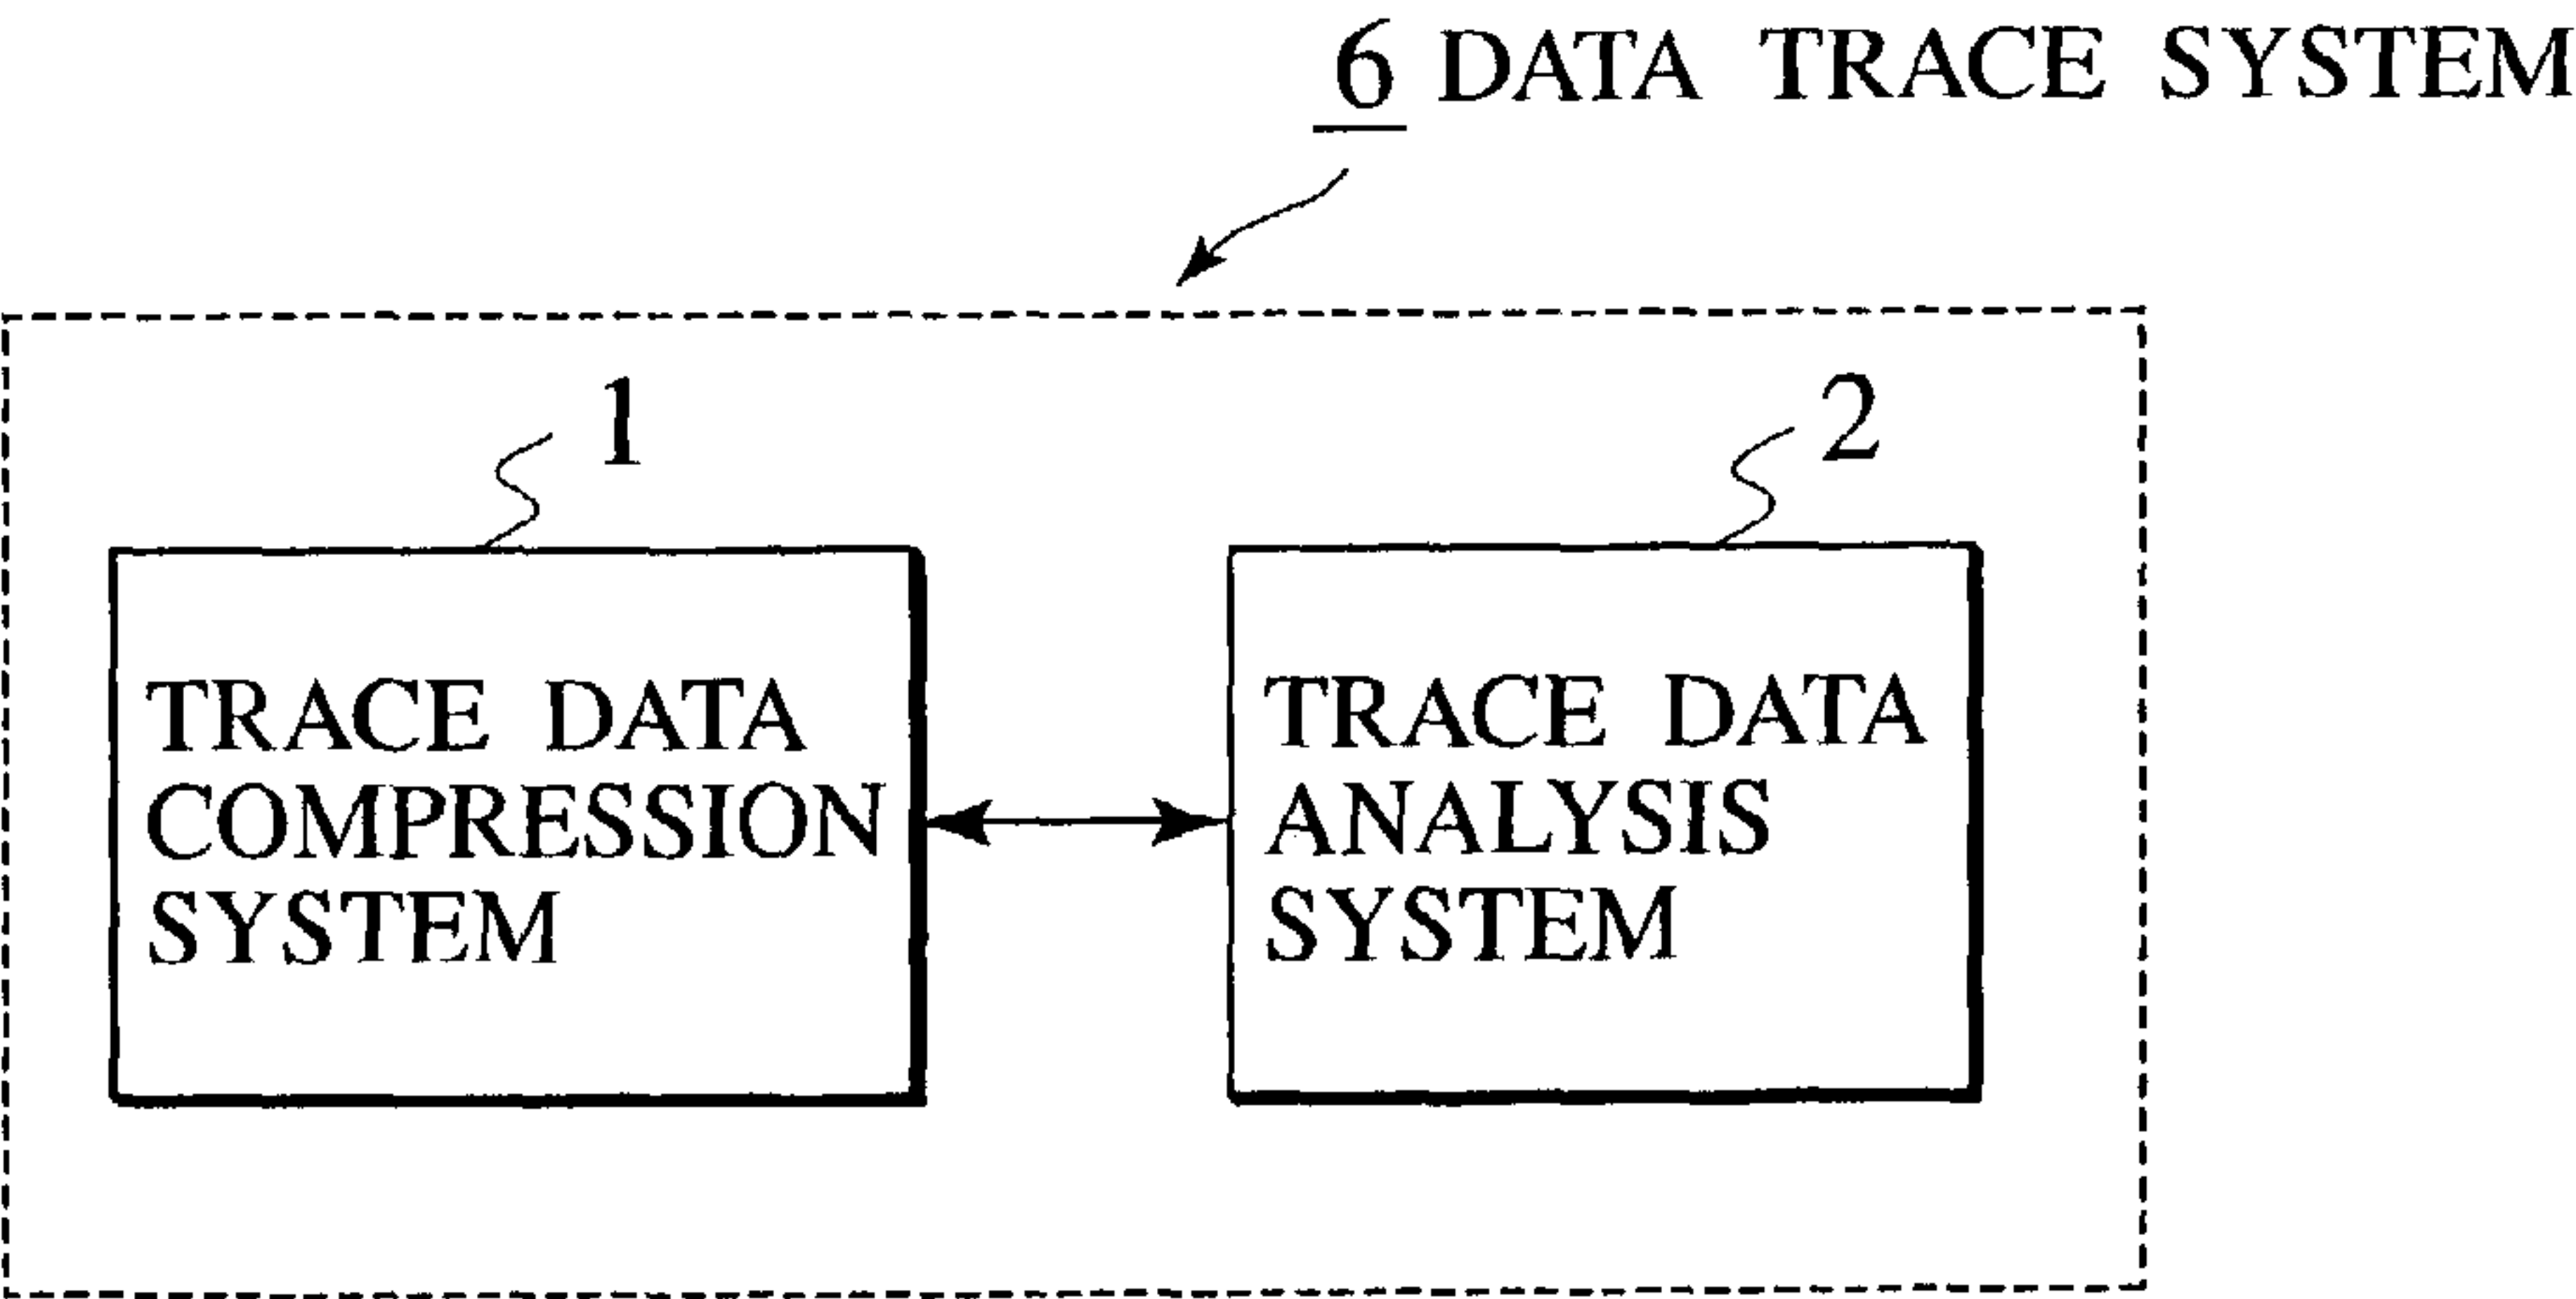 6 DATA TRACE SYSTEM
1
2
TRACE DATA
COMPRESSION
SYSTEM
TRACE DATA
ANALYSIS
SYSTEM